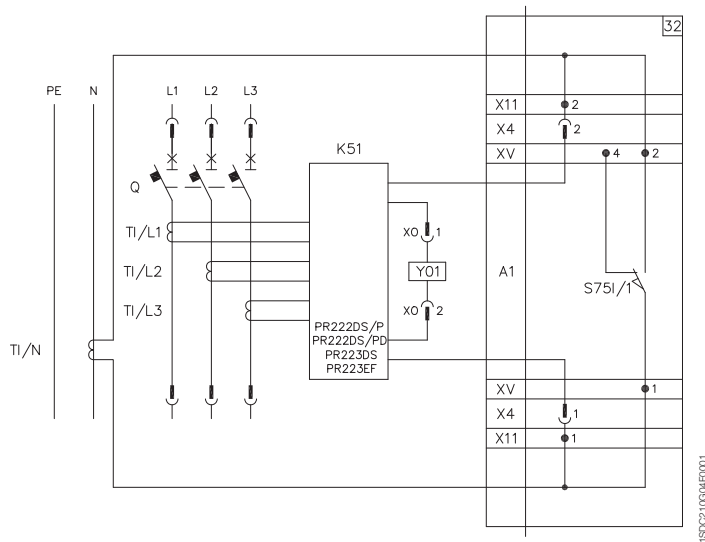 32
PE N L1 L2 L3
X11 2
X4 2
K51
XV 4 2
Q
TI/L1
X0 1
TI/L2
Y01
A1
S75I/1
TI/L3
X0 2
PR222DS/P
PR222DS/PD
PR223DS
PR223EF
TI/N
XV 1
X4 1
X11 1
1SDC210G04F0001